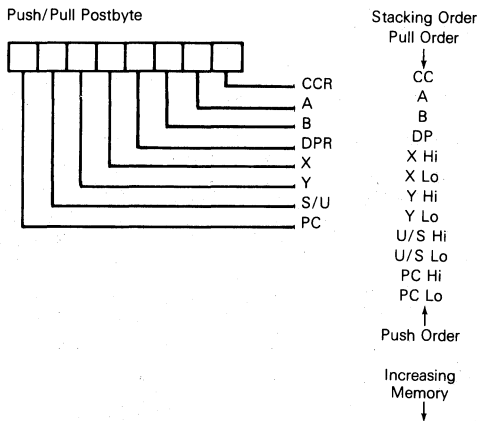 Push/Pull Postbyte
CCR
A
B
DPR
X
Y
S/U
PC
Stacking Order
Pull Order
CC
A
B
DP
X Hi
X Lo
Y Hi
Y Lo
U/S Hi
U/S Lo
PC Hi
PC Lo
Push Order
Increasing
Memory